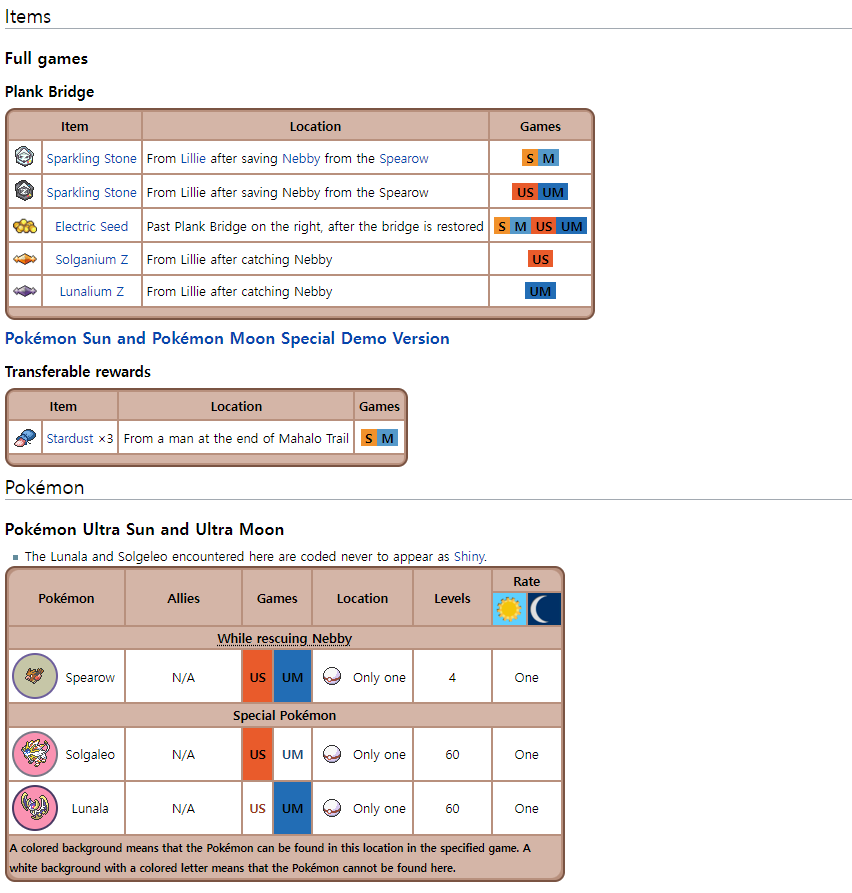 Items
Full games
Plank Bridge
Item Location Games
Sparkling Stone From Lillie after saving Nebby from the Spearow S M
Sparkling Stone From Lillie after saving Nebby from the Spearow US UM
Electric Seed Past Plank Bridge on the right, after the bridge is restored S M US UM
Solganium Z From Lillie after catching Nebby US
Lunalium Z From Lillie after catching Nebby UM
Pokémon Sun and Pokémon Moon Special Demo Version
Transferable rewards
Item Location Games
Stardust ×3 From a man at the end of Mahalo Trail S M
Pokémon
Pokémon Ultra Sun and Ultra Moon
The Lunala and Solgeleo encountered here are coded never to appear as Shiny.
Pokémon Allies Games Location Levels Rate
While rescuing Nebby
Spearow N/A US UM Only one 4 One
Special Pokémon
Solgaleo N/A US UM Only one 60 One
Lunala N/A US UM Only one 60 One
A colored background means that the Pokémon can be found in this location in the specified game. A
white background with a colored letter means that the Pokémon cannot be found here.